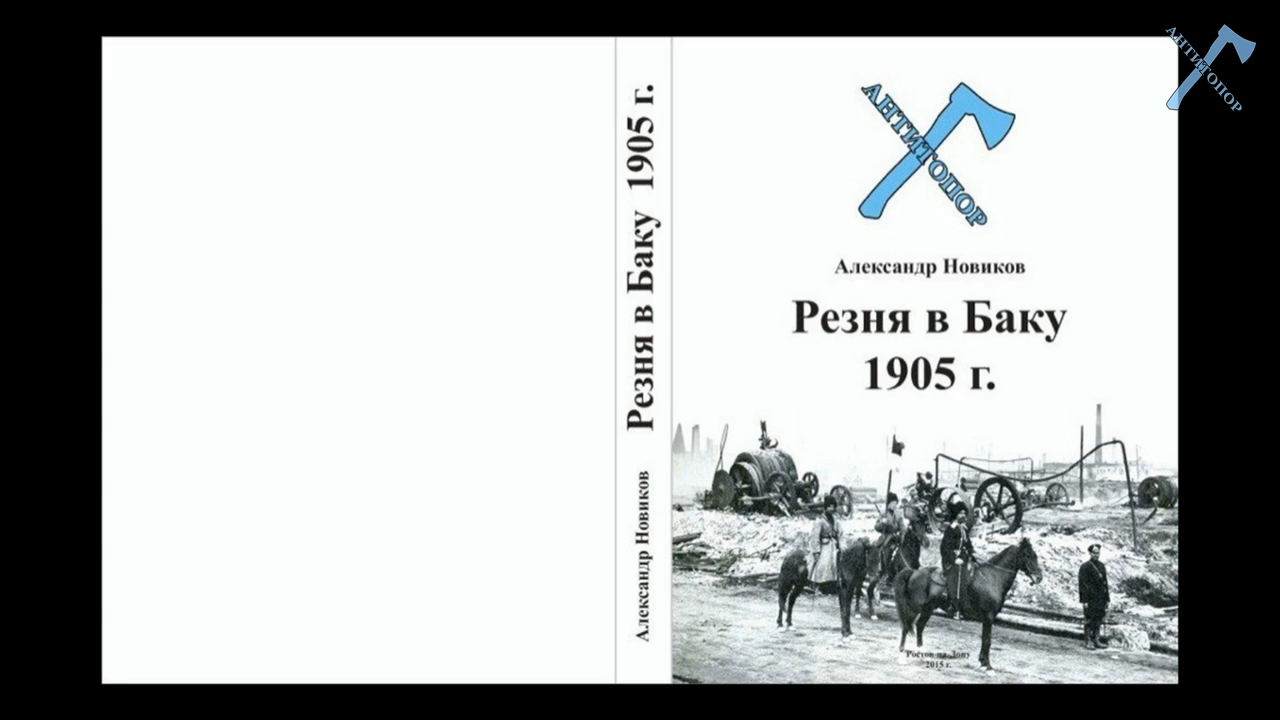 Александр Новиков Резня в Баку 1905 г.
АНТИТОПОР
Александр Новиков
Резня в Баку
1905 г.
Ростов-на-Дону
2015 г.
АНТИТОПОР